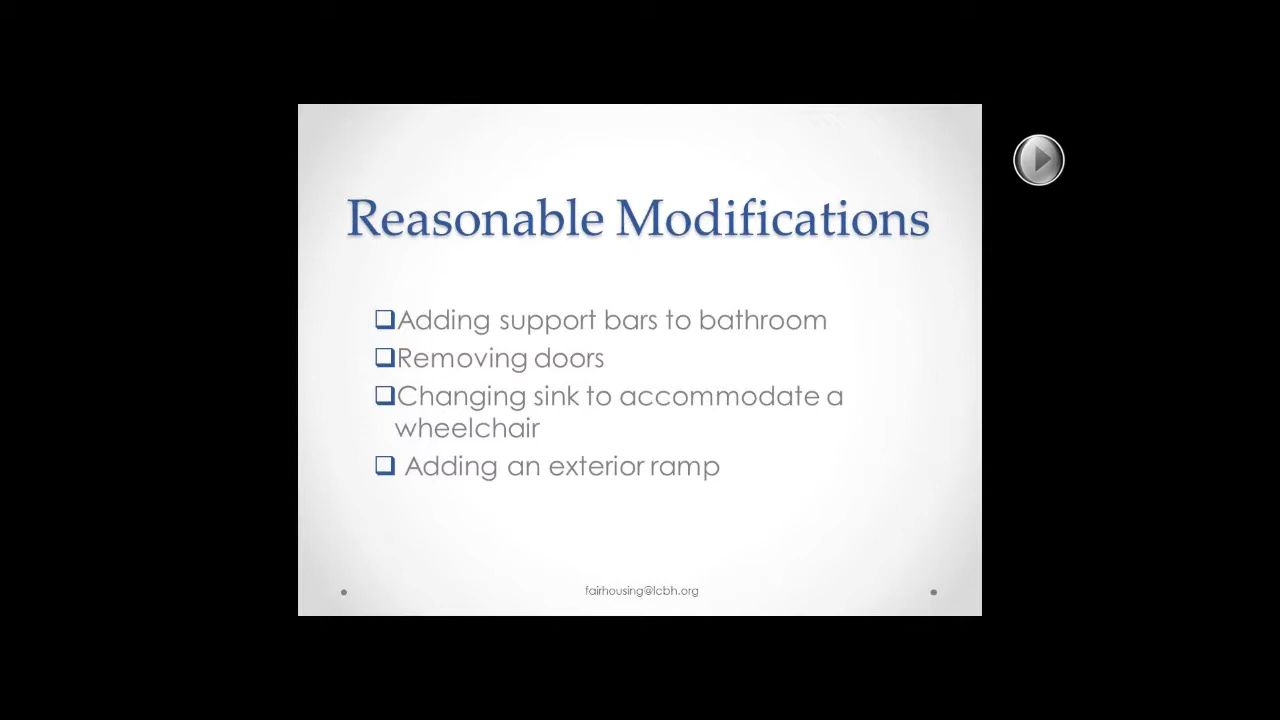 Reasonable Modifications
❑Adding support bars to bathroom
❑Removing doors
❑Changing sink to accommodate a
wheelchair
❑ Adding an exterior ramp
fairhousing@lcbh.org